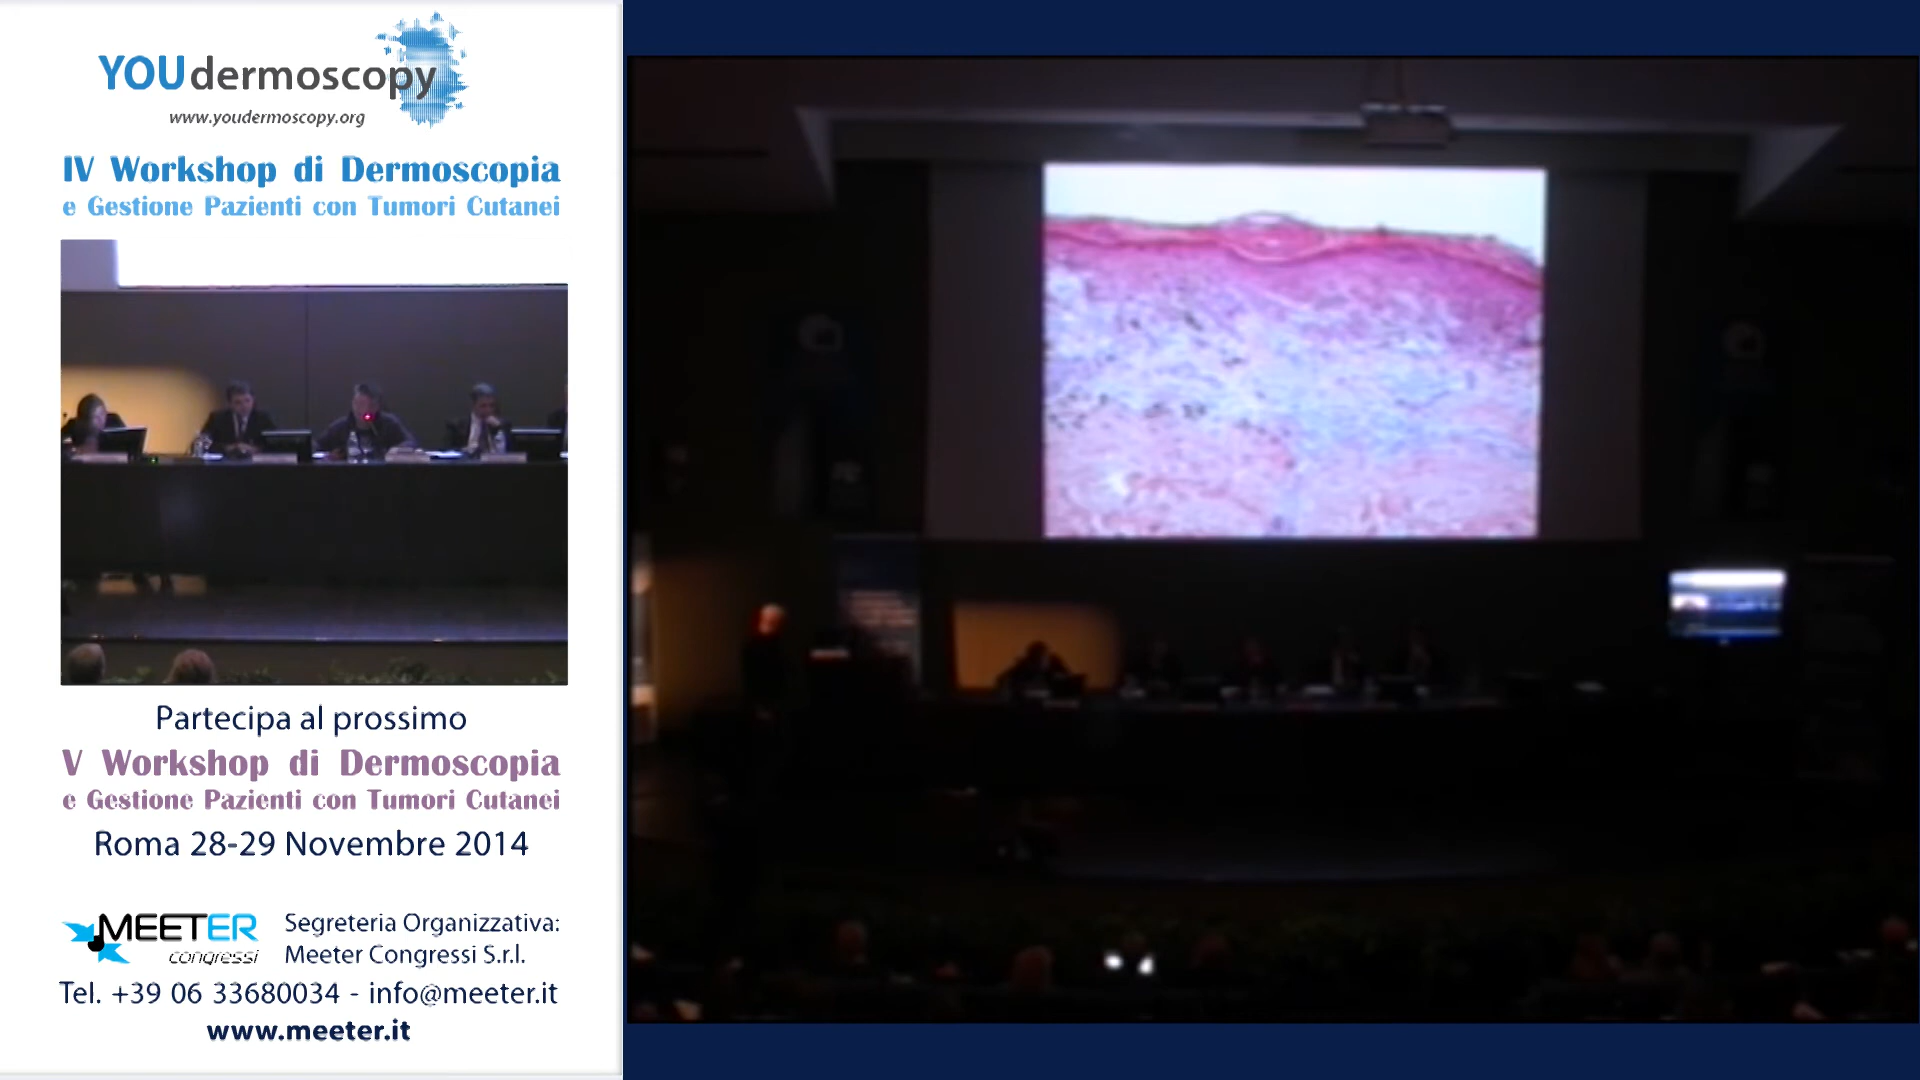 YOUdermoscopy
www.youdermoscopy.org
IV Workshop di Dermoscopia
e Gestione Pazienti con Tumori Cutanei
Partecipa al prossimo
V Workshop di Dermoscopia
e Gestione Pazienti con Tumori Cutanei
Roma 28-29 Novembre 2014
MEETER
congressi
Segreteria Organizzativa:
Meeter Congressi S.r.l.
Tel. +39 06 33680034 - info@meeter.it
www.meeter.it